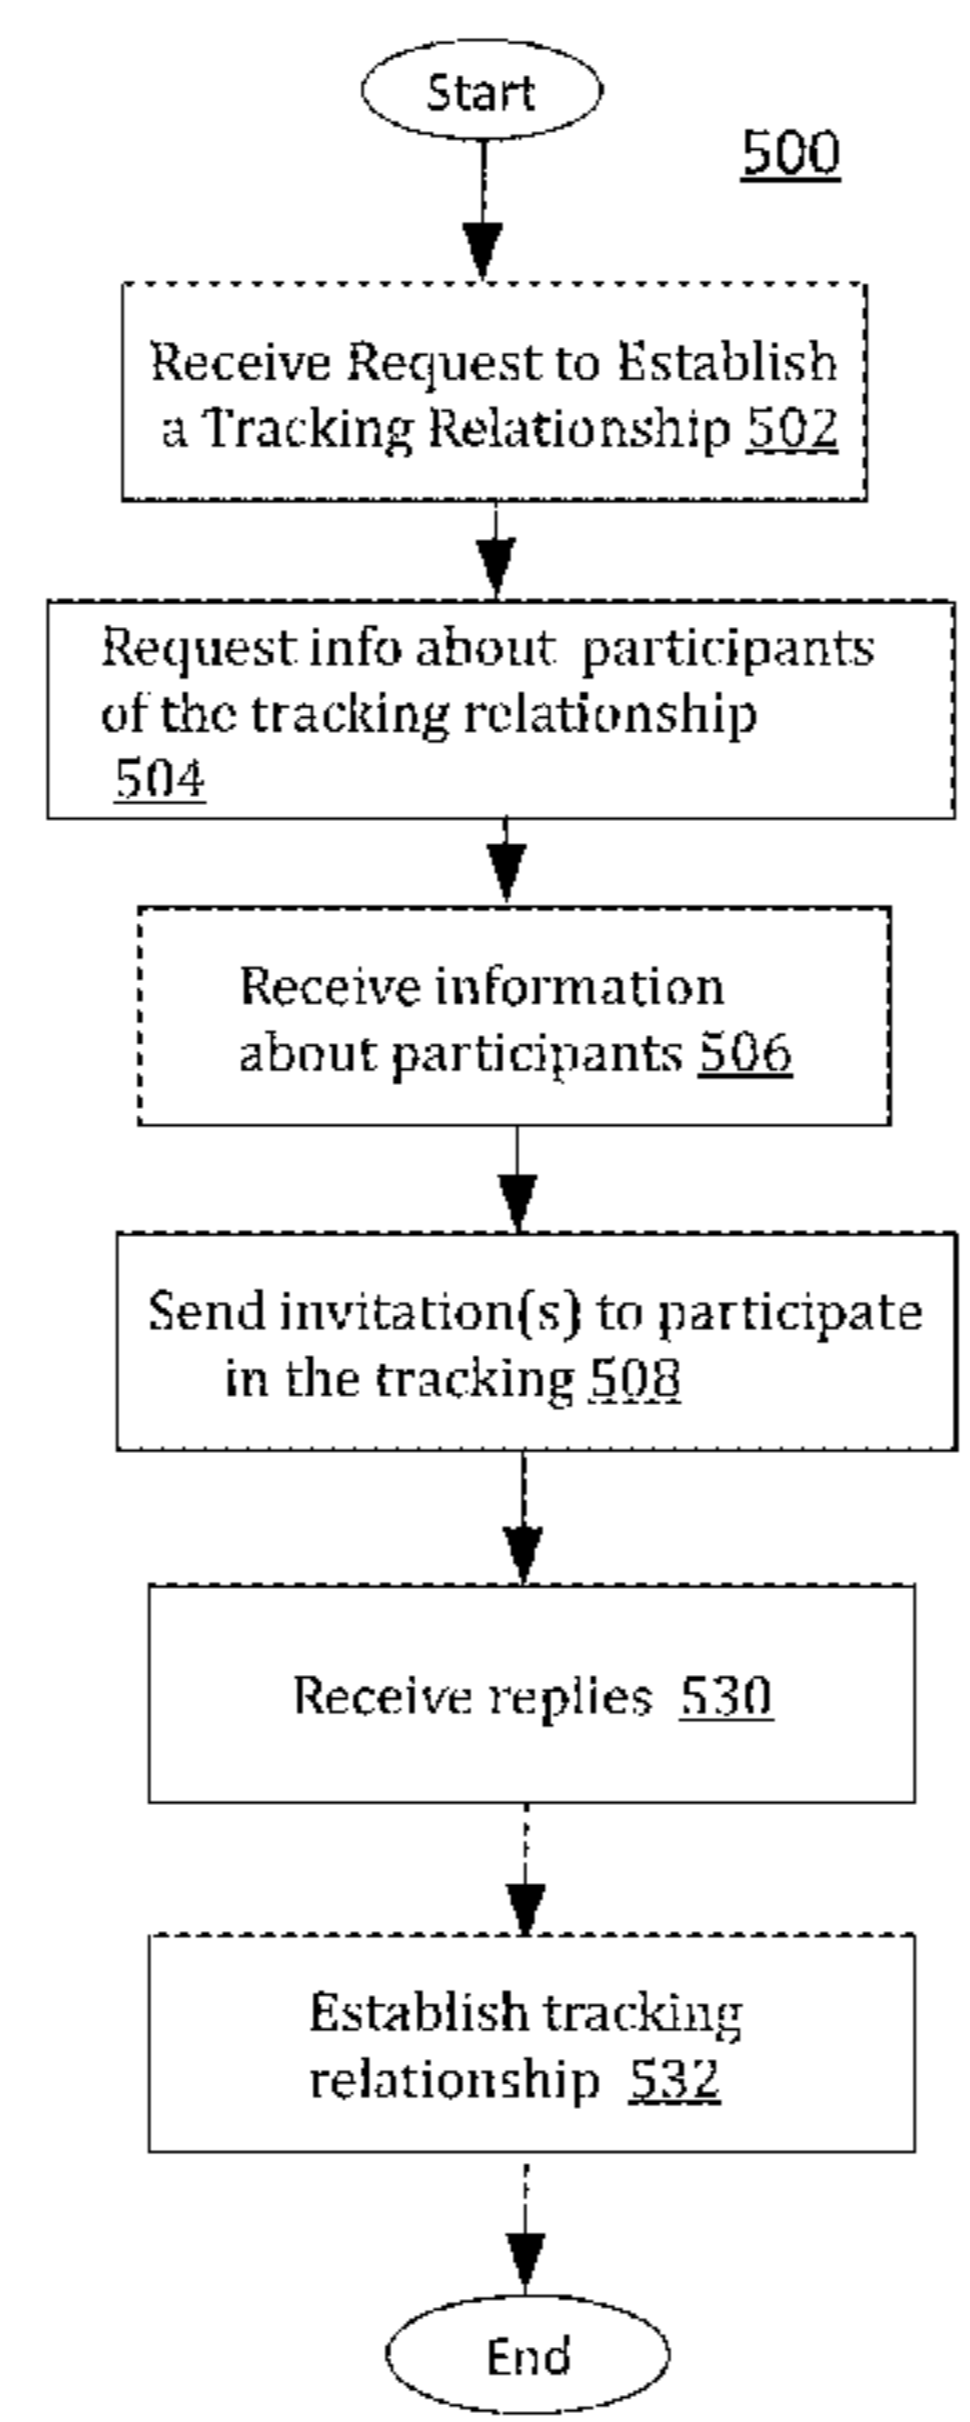 Start
500
Receive Request to Establish
a Tracking Relationship 502
Request info about participants
of the tracking relationship
504
Receive information
about participants 506
Send invitation(s) to participate
in the tracking 508
Receive replies 530
Establish tracking
relationship 532
End